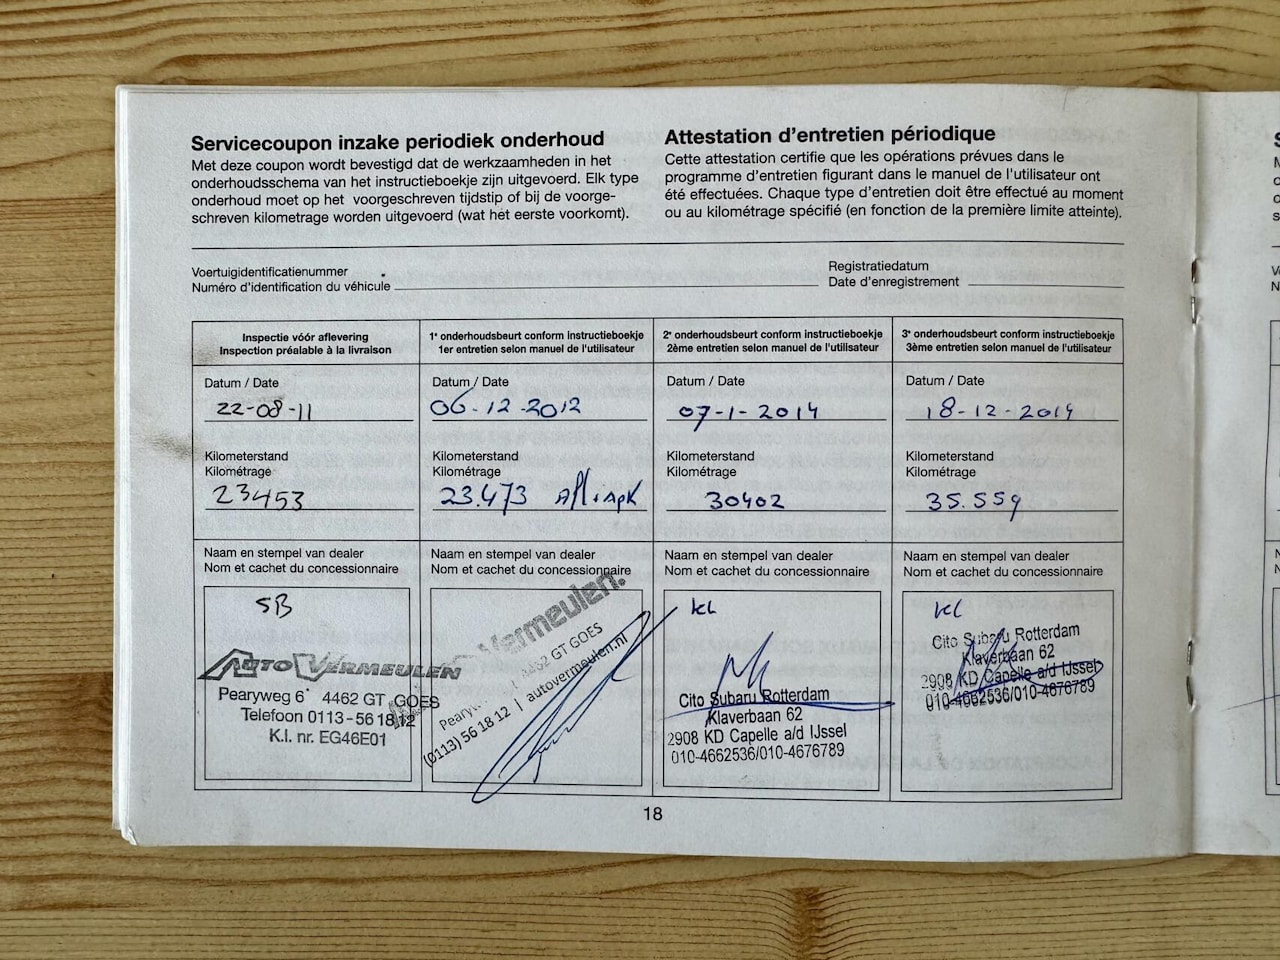 Servicecoupon inzake periodiek onderhoud
Met deze coupon wordt bevestigd dat de werkzaamheden in het
onderhoudsschema van het instructieboekje zijn uitgevoerd. Elk type
onderhoud moet op het voorgeschreven tijdstip of bij de voorge-
schreven kilometrage worden uitgevoerd (wat het eerste voorkomt).
Attestation d'entretien périodique
Cette attestation certifie que les opérations prévues dans le
programme d'entretien figurant dans le manuel de l'utilisateur ont
été effectuées. Chaque type d'entretien doit être effectué au moment
ou au kilométrage spécifié (en fonction de la première limite atteinte).
Voertuigidentificatienummer
Numéro d'identification du véhicule
Registratiedatum
Date d'enregistrement
Inspectie vóór aflevering
Inspection préalable à la livraison
Datum / Date
22-08-11
Kilometerstand
Kilométrage
23453
Naam en stempel van dealer
Nom et cachet du concessionnaire
SB
AUTO VERMEULEN
Pearyweg 6 4462 GT GOES
Telefoon 0113-56 18 12
K.I. nr. EG46E01
1e onderhoudsbeurt conform instructieboekje
1er entretien selon manuel de l'utilisateur
Datum / Date
06-12-2012
Kilometerstand
Kilométrage
23.473 Afl+apk
Naam en stempel van dealer
Nom et cachet du concessionnaire
Vermeulen.
4462 GT GOES
(0113) 56 18 12 | autovermeulen.nl
2e onderhoudsbeurt conform instructieboekje
2ème entretien selon manuel de l'utilisateur
Datum / Date
07-1-2014
Kilometerstand
Kilométrage
30402
Naam en stempel van dealer
Nom et cachet du concessionnaire
KL
Cito Subaru Rotterdam
Klaverbaan 62
2908 KD Capelle a/d IJssel
010-4662536/010-4676789
3e onderhoudsbeurt conform instructieboekje
3ème entretien selon manuel de l'utilisateur
Datum / Date
18-12-2014
Kilometerstand
Kilométrage
35.559
Naam en stempel van dealer
Nom et cachet du concessionnaire
KL
Cito Subaru Rotterdam
Klaverbaan 62
2908 KD Capelle a/d IJssel
010-4662536/010-4676789
18